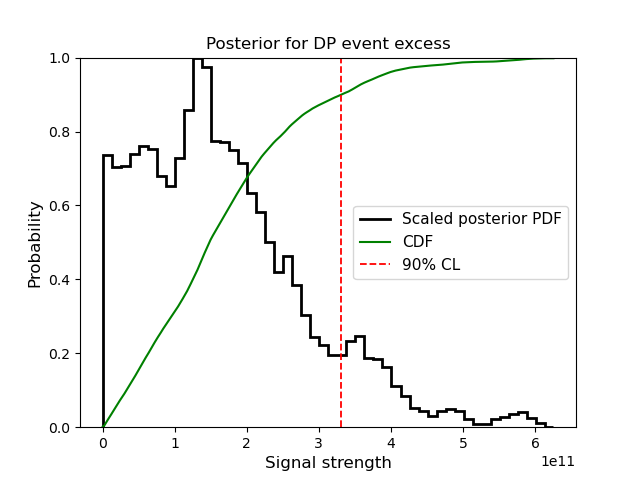 Posterior for DP event excess
Probability
1.0
0.8
0.6
0.4
0.2
0.0
Scaled posterior PDF
CDF
90% CL
0 1 2 3 4 5 6
1e11
Signal strength